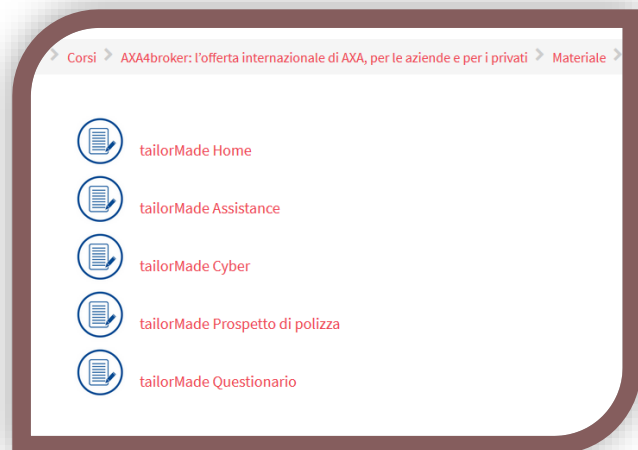 Corsi > AXA4broker: l'offerta internazionale di AXA, per le aziende e per i privati > Materiale >
tailorMade Home
tailorMade Assistance
tailorMade Cyber
tailorMade Prospetto di polizza
tailorMade Questionario